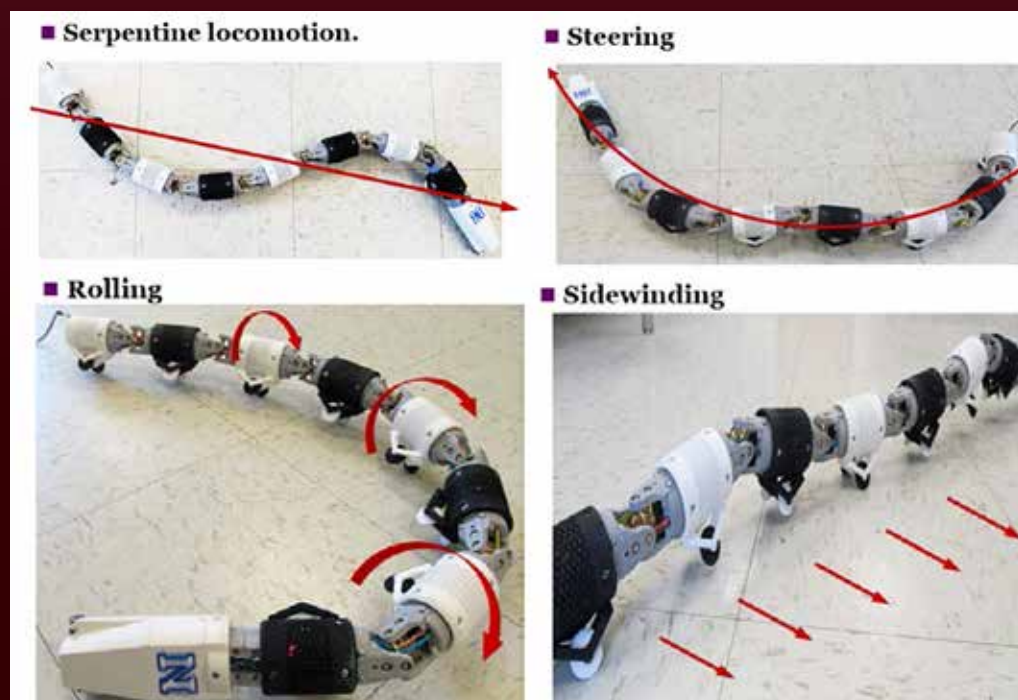 Serpentine locomotion.
Steering
Rolling
Sidewinding
N